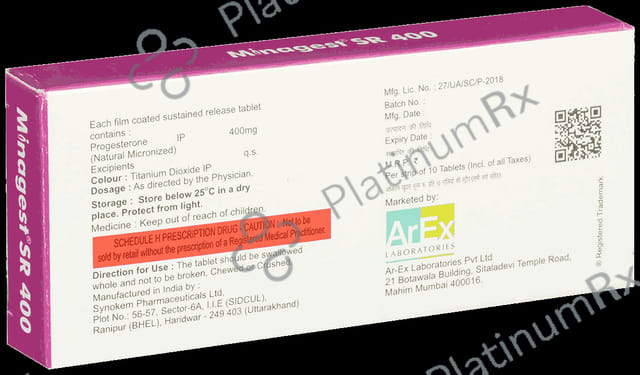 Minagest® SR 400
Minagest® SR 400
Each film coated sustained release tablet
contains :
Progesterone IP 400mg
(Natural Micronized)
Excipients q.s.
Colour : Titanium Dioxide IP
Dosage : As directed by the Physician.
Storage : Store below 25°C in a dry
place. Protect from light.
Medicine : Keep out of reach of children
SCHEDULE H PRESCRIPTION DRUG CAUTION Not to be
sold by retail without the prescription of a Registered Medical Practitioner.
Direction for Use : The tablet should be swallowed
whole and not to be broken, Chewed or Crushed
Manufactured in India by :
Synokem Pharmaceuticals Ltd.
Plot No.: 56-57, Sector-6A, I.I.E (SIDCUL),
Ranipur (BHEL), Haridwar - 249 403 (Uttarakhand)
Mfg. Lic. No. : 27/UA/SC/P-2018
Batch No. :
Mfg. Date :
उत्पादन की तिथि
Expiry Date :
की तिथि
M.R.P. ₹
Per strip of 10 Tablets (Incl. of all Taxes)
Marketed by:
ArEx
LABORATORIES
Ar-Ex Laboratories Pvt Ltd
21 Botawala Building, Sitaladevi Temple Road,
Mahim Mumbai 400016.
® Registered Trademark
PlatinumRx
PlatinumRx
PlatinumRx